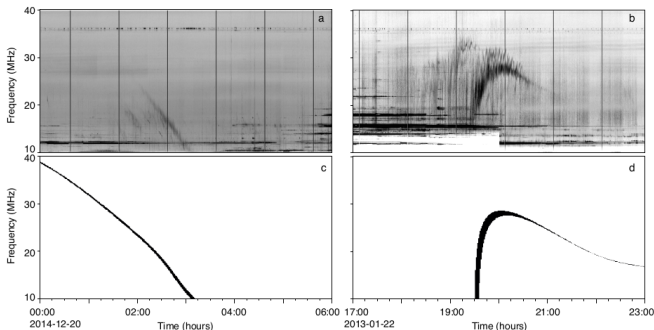 a
b
40
30
20
10
Frequency (MHz)
c
d
40
30
20
10
Frequency (MHz)
00:00
02:00
04:00
06:00
17:00
19:00
21:00
23:00
2014-12-20
Time (hours)
2013-01-22
Time (hours)